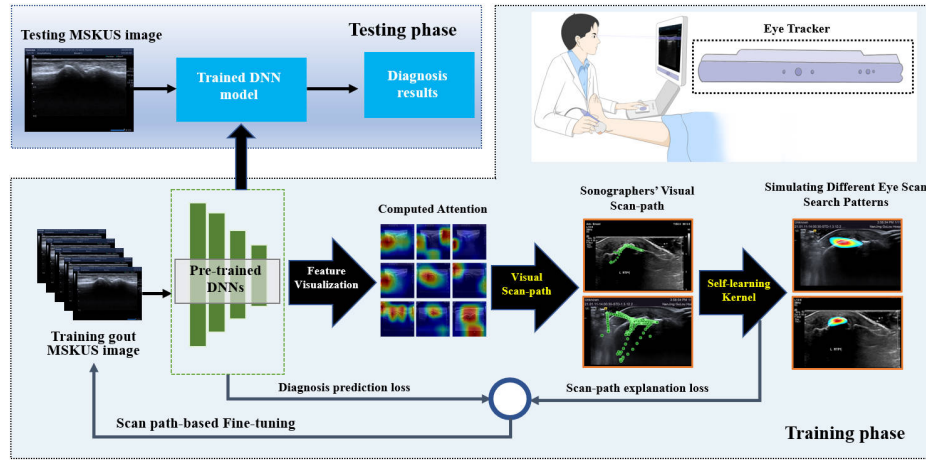 Testing phase
Testing MSKUS image
Trained DNN
model
Diagnosis
results
Eye Tracker
Sonographers' Visual
Scan-path
Simulating Different Eye Scan
Search Patterns
Computed Attention
Pre-trained
DNNs
Feature
Visualization
Visual
Scan-path
Self-learning
Kernel
L MTP1
L MTP1
Training gout
MSKUS image
Diagnosis prediction loss
Scan-path explanation loss
Scan path-based Fine-tuning
Training phase